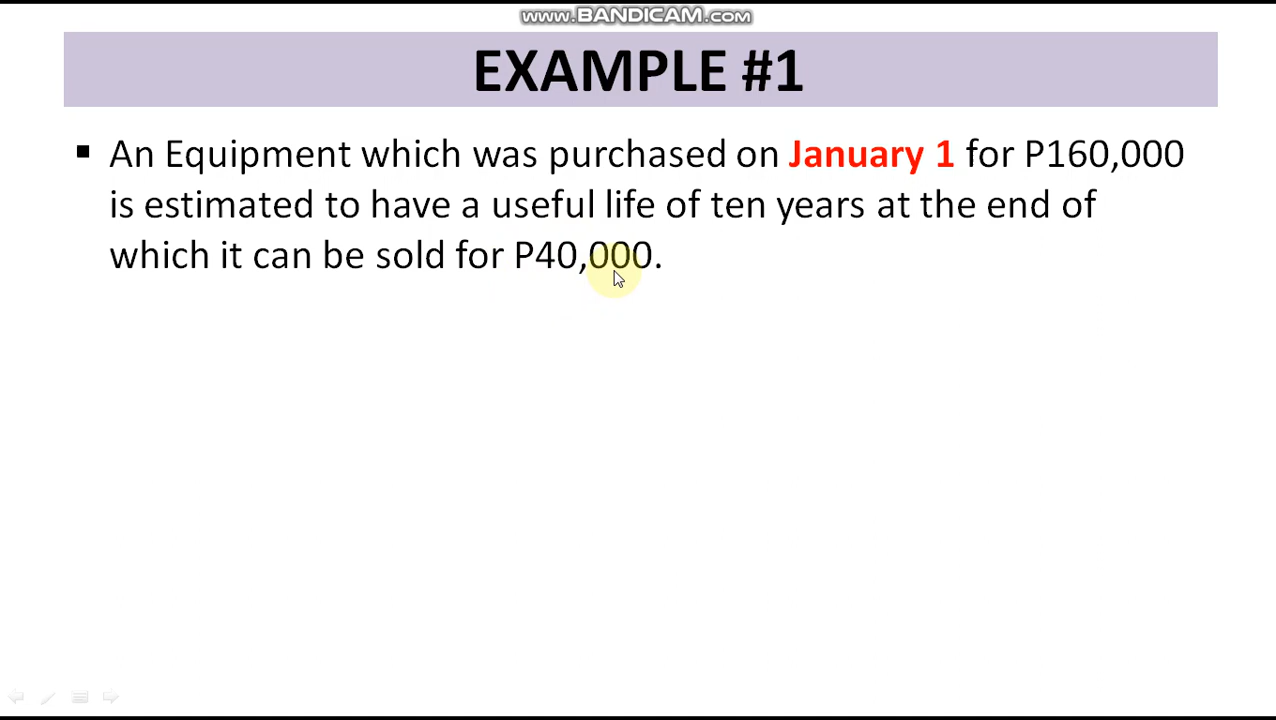 www.BANDICAM.com
EXAMPLE #1
▪ An Equipment which was purchased on January 1 for P160,000
is estimated to have a useful life of ten years at the end of
which it can be sold for P40,000.